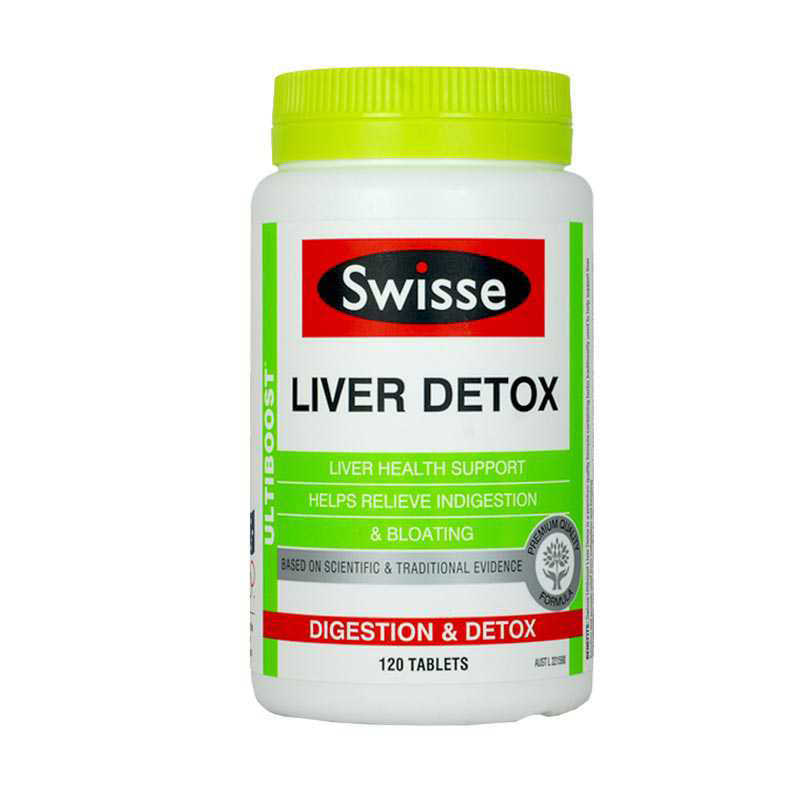 Swisse
LIVER DETOX
ULTIBOOST
LIVER HEALTH SUPPORT
HELPS RELIEVE INDIGESTION
& BLOATING
BASED ON SCIENTIFIC & TRADITIONAL EVIDENCE
PREMIUM QUALITY
FORMULA
DIGESTION & DETOX
120 TABLETS
AUST L